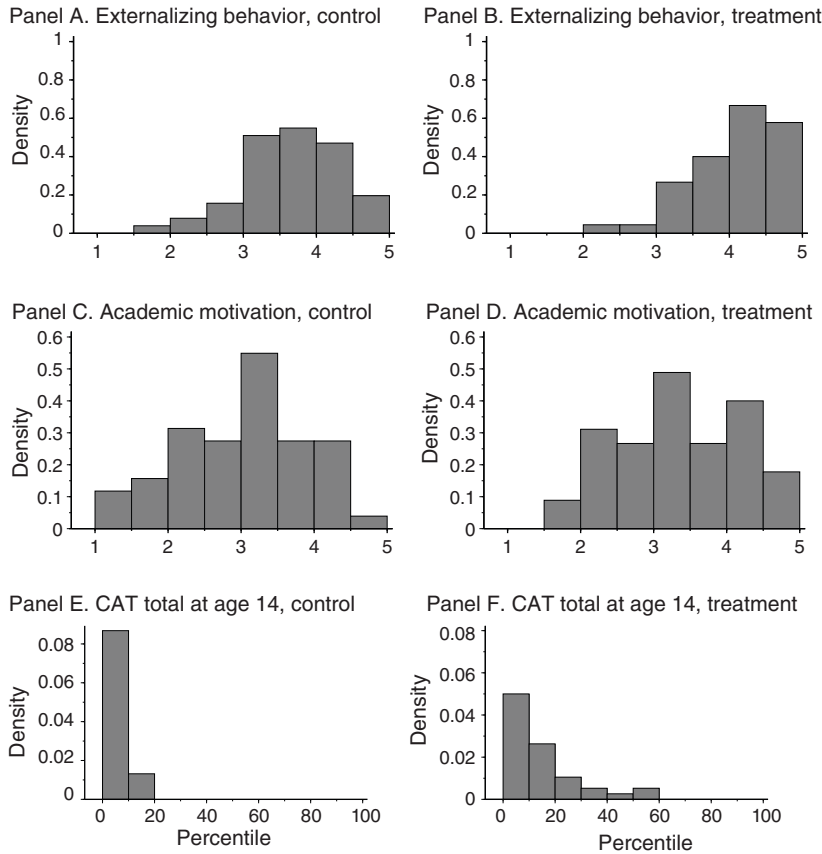 Panel A. Externalizing behavior, control
1
0.8
0.6
0.4
0.2
0
Density
1 2 3 4 5
Panel B. Externalizing behavior, treatment
1
0.8
0.6
0.4
0.2
0
Density
1 2 3 4 5
Panel C. Academic motivation, control
0.6
0.5
0.4
0.3
0.2
0.1
0
Density
1 2 3 4 5
Panel D. Academic motivation, treatment
0.6
0.5
0.4
0.3
0.2
0.1
0
Density
1 2 3 4 5
Panel E. CAT total at age 14, control
0.08
0.06
0.04
0.02
0
Density
0 20 40 60 80 100
Percentile
Panel F. CAT total at age 14, treatment
0.08
0.06
0.04
0.02
0
Density
0 20 40 60 80 100
Percentile